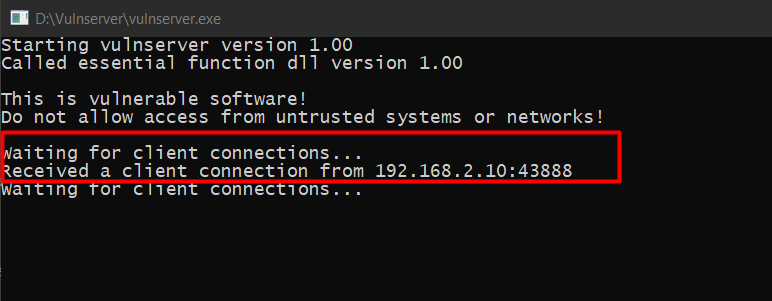 D:\Vulnserver\vulnserver.exe
Starting vulnserver version 1.00
Called essential function dll version 1.00
This is vulnerable software!
Do not allow access from untrusted systems or networks!
Waiting for client connections...
Received a client connection from 192.168.2.10:43888
Waiting for client connections...